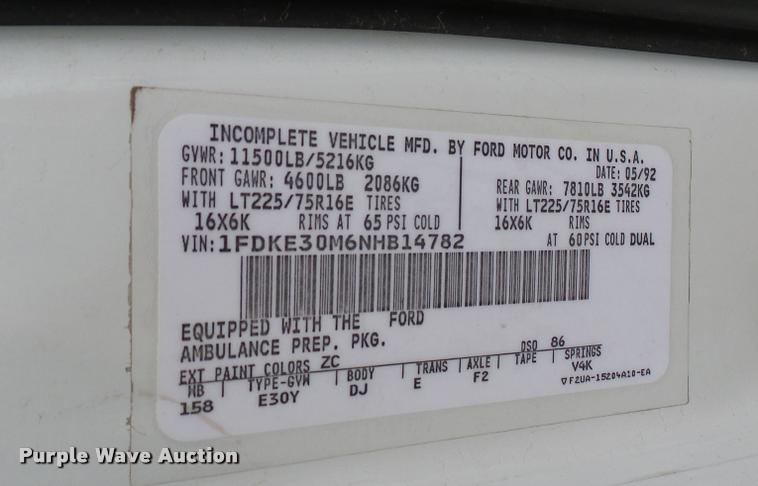 INCOMPLETE VEHICLE MFD. BY FORD MOTOR CO. IN U.S.A.
GVWR: 11500LB/5216KG DATE: 05/92
FRONT GAWR: 4600LB 2086KG REAR GAWR: 7810LB 3542KG
WITH LT225/75R16E TIRES WITH LT225/75R16E TIRES
16X6K RIMS AT 65 PSI COLD 16X6K RIMS
VIN: 1FDKE30M6NHB14782 AT 60 PSI COLD DUAL
EQUIPPED WITH THE FORD
AMBULANCE PREP. PKG.
EXT PAINT COLORS ZC DSO 86
WB TYPE-GVW BODY TRANS AXLE TAPE SPRINGS
158 E30Y DJ E F2 V4K
▽F2UA-15204A10-EA
Purple Wave Auction